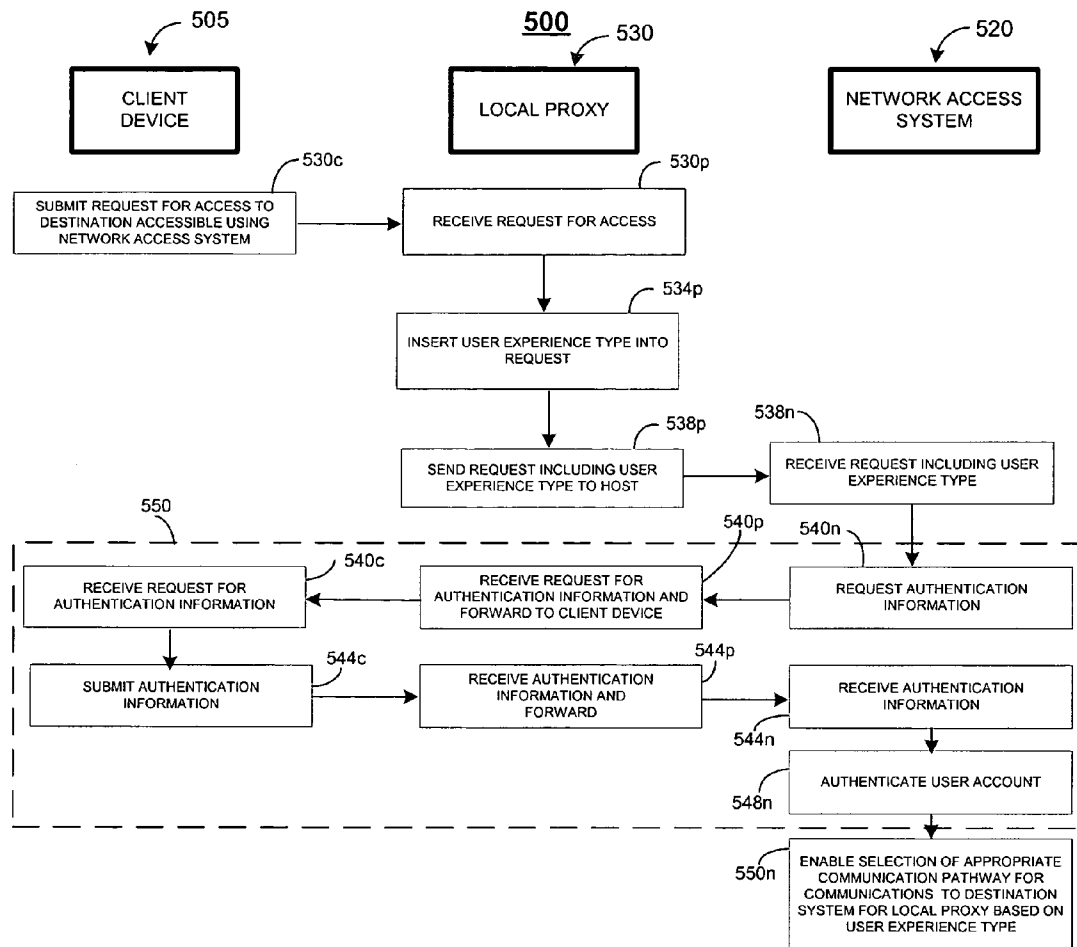 505
500
530
520
CLIENT
DEVICE
LOCAL PROXY
NETWORK ACCESS
SYSTEM
530c
530p
SUBMIT REQUEST FOR ACCESS TO
DESTINATION ACCESSIBLE USING
NETWORK ACCESS SYSTEM
RECEIVE REQUEST FOR ACCESS
534p
INSERT USER EXPERIENCE TYPE INTO
REQUEST
538p
538n
SEND REQUEST INCLUDING USER
EXPERIENCE TYPE TO HOST
RECEIVE REQUEST INCLUDING USER
EXPERIENCE TYPE
550
540c
540p
540n
RECEIVE REQUEST FOR
AUTHENTICATION INFORMATION
RECEIVE REQUEST FOR
AUTHENTICATION INFORMATION AND
FORWARD TO CLIENT DEVICE
REQUEST AUTHENTICATION
INFORMATION
544c
544p
SUBMIT AUTHENTICATION
INFORMATION
RECEIVE AUTHENTICATION
INFORMATION AND
FORWARD
RECEIVE AUTHENTICATION
INFORMATION
544n
AUTHENTICATE USER ACCOUNT
548n
ENABLE SELECTION OF APPROPRIATE
COMMUNICATION PATHWAY FOR
COMMUNICATIONS TO DESTINATION
SYSTEM FOR LOCAL PROXY BASED ON
USER EXPERIENCE TYPE
550n